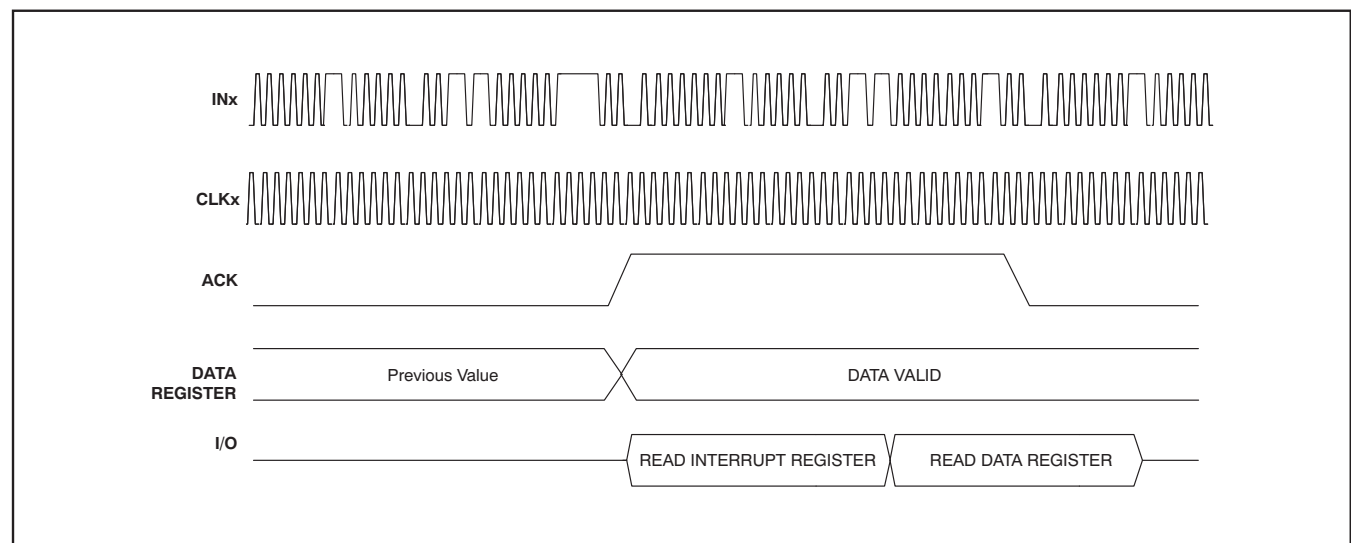 INx
CLKx
ACK
DATA
REGISTER
Previous Value
DATA VALID
I/O
READ INTERRUPT REGISTER
READ DATA REGISTER